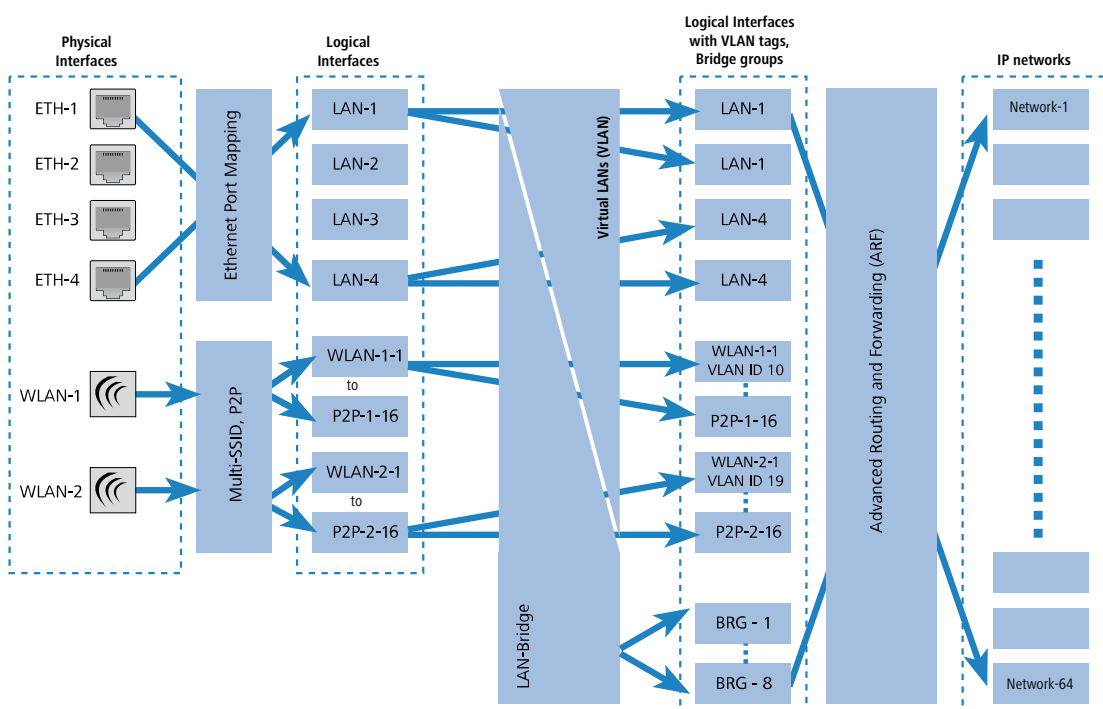 Physical
Interfaces
Logical
Interfaces
Logical Interfaces
with VLAN tags,
Bridge groups
IP networks
ETH-1
ETH-2
ETH-3
ETH-4
WLAN-1
WLAN-2
Ethernet Port Mapping
Multi-SSID, P2P
LAN-1
LAN-2
LAN-3
LAN-4
WLAN-1-1
to
P2P-1-16
WLAN-2-1
to
P2P-2-16
Virtual LANs (VLAN)
LAN-Bridge
LAN-1
LAN-1
LAN-4
LAN-4
WLAN-1-1
VLAN ID 10
P2P-1-16
WLAN-2-1
VLAN ID 19
P2P-2-16
BRG - 1
BRG - 8
Advanced Routing and Forwarding (ARF)
Network-1
Network-64